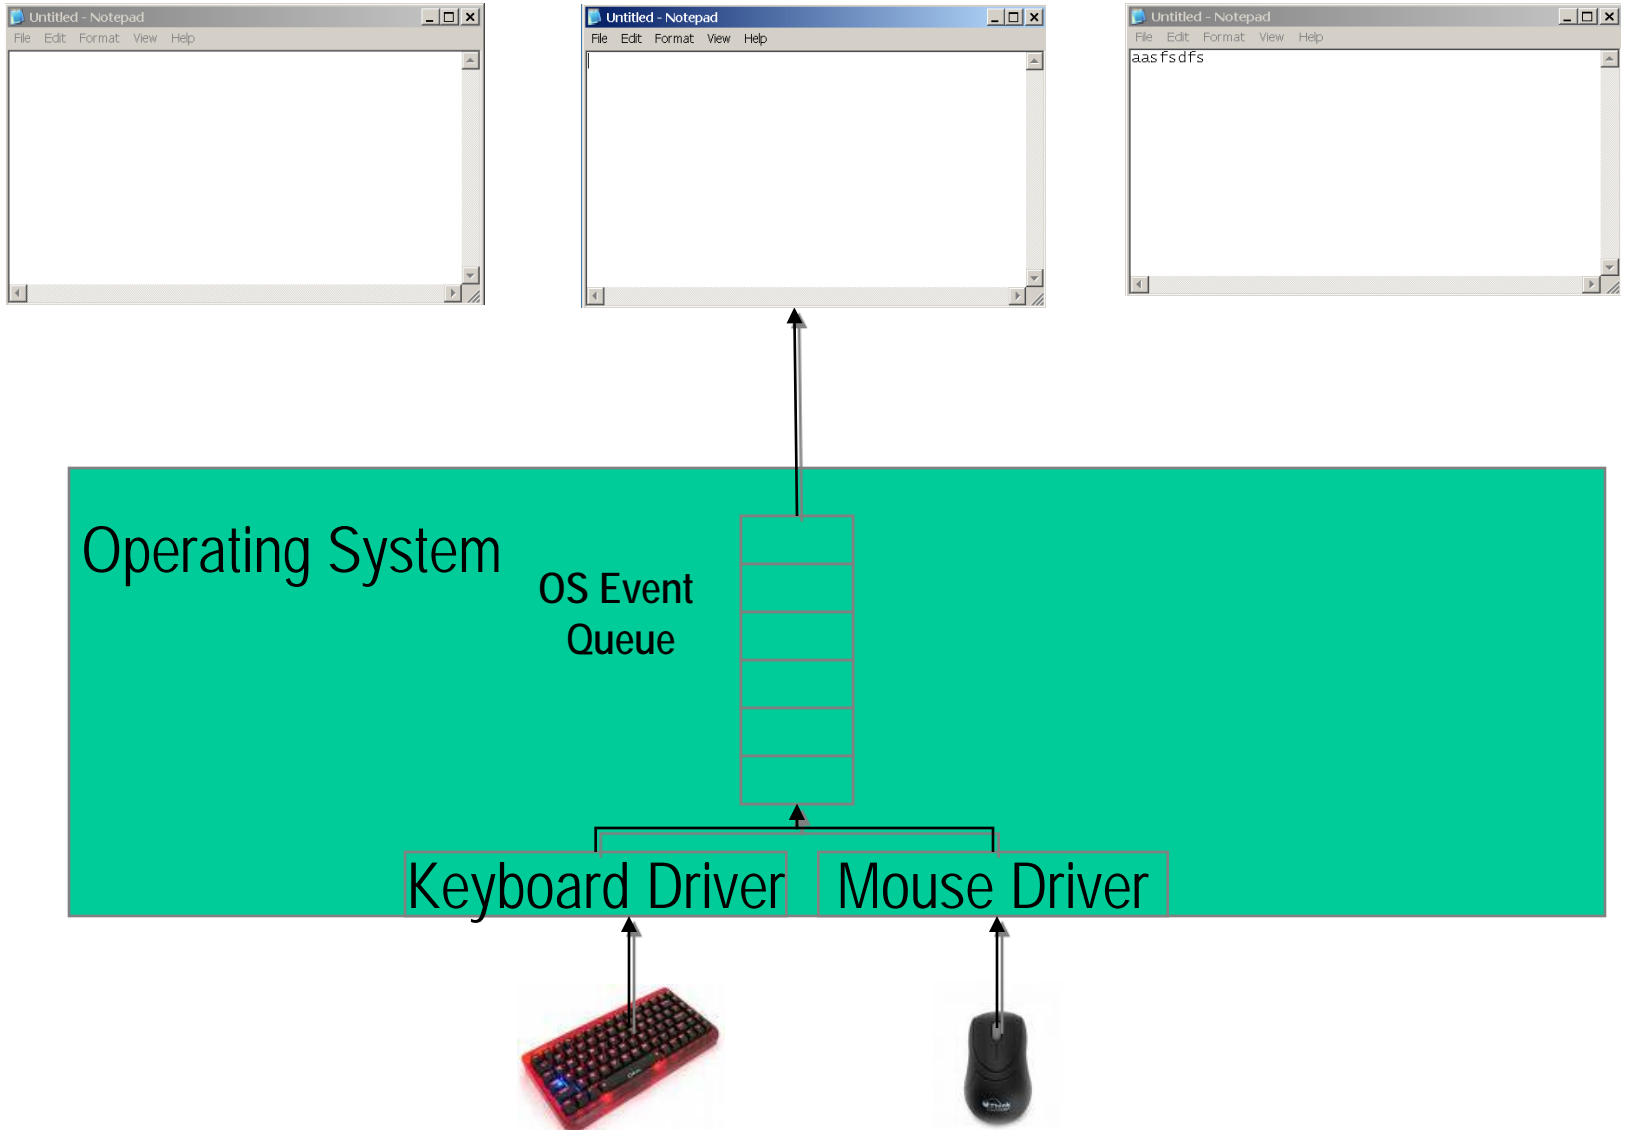 Untitled - Notepad
File Edit Format View Help
Untitled - Notepad
File Edit Format View Help
Untitled - Notepad
File Edit Format View Help
aasfsdfs
Operating System
OS Event
Queue
Keyboard Driver
Mouse Driver